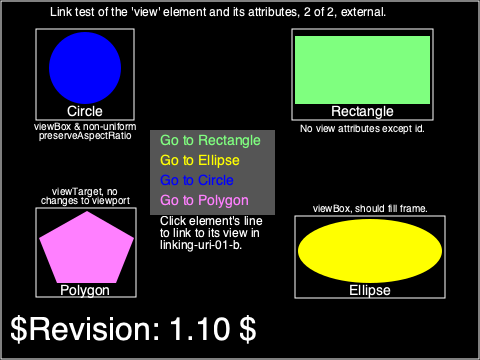 Link test of the 'view' element and its attributes, 2 of 2, external.
Circle
viewBox & non-uniform
preserveAspectRatio
Rectangle
No view attributes except id.
Go to Rectangle
Go to Ellipse
Go to Circle
Go to Polygon
Click element's line
to link to its view in
linking-uri-01-b.
viewTarget, no
changes to viewport
Polygon
viewBox, should fill frame.
Ellipse
$Revision: 1.10 $